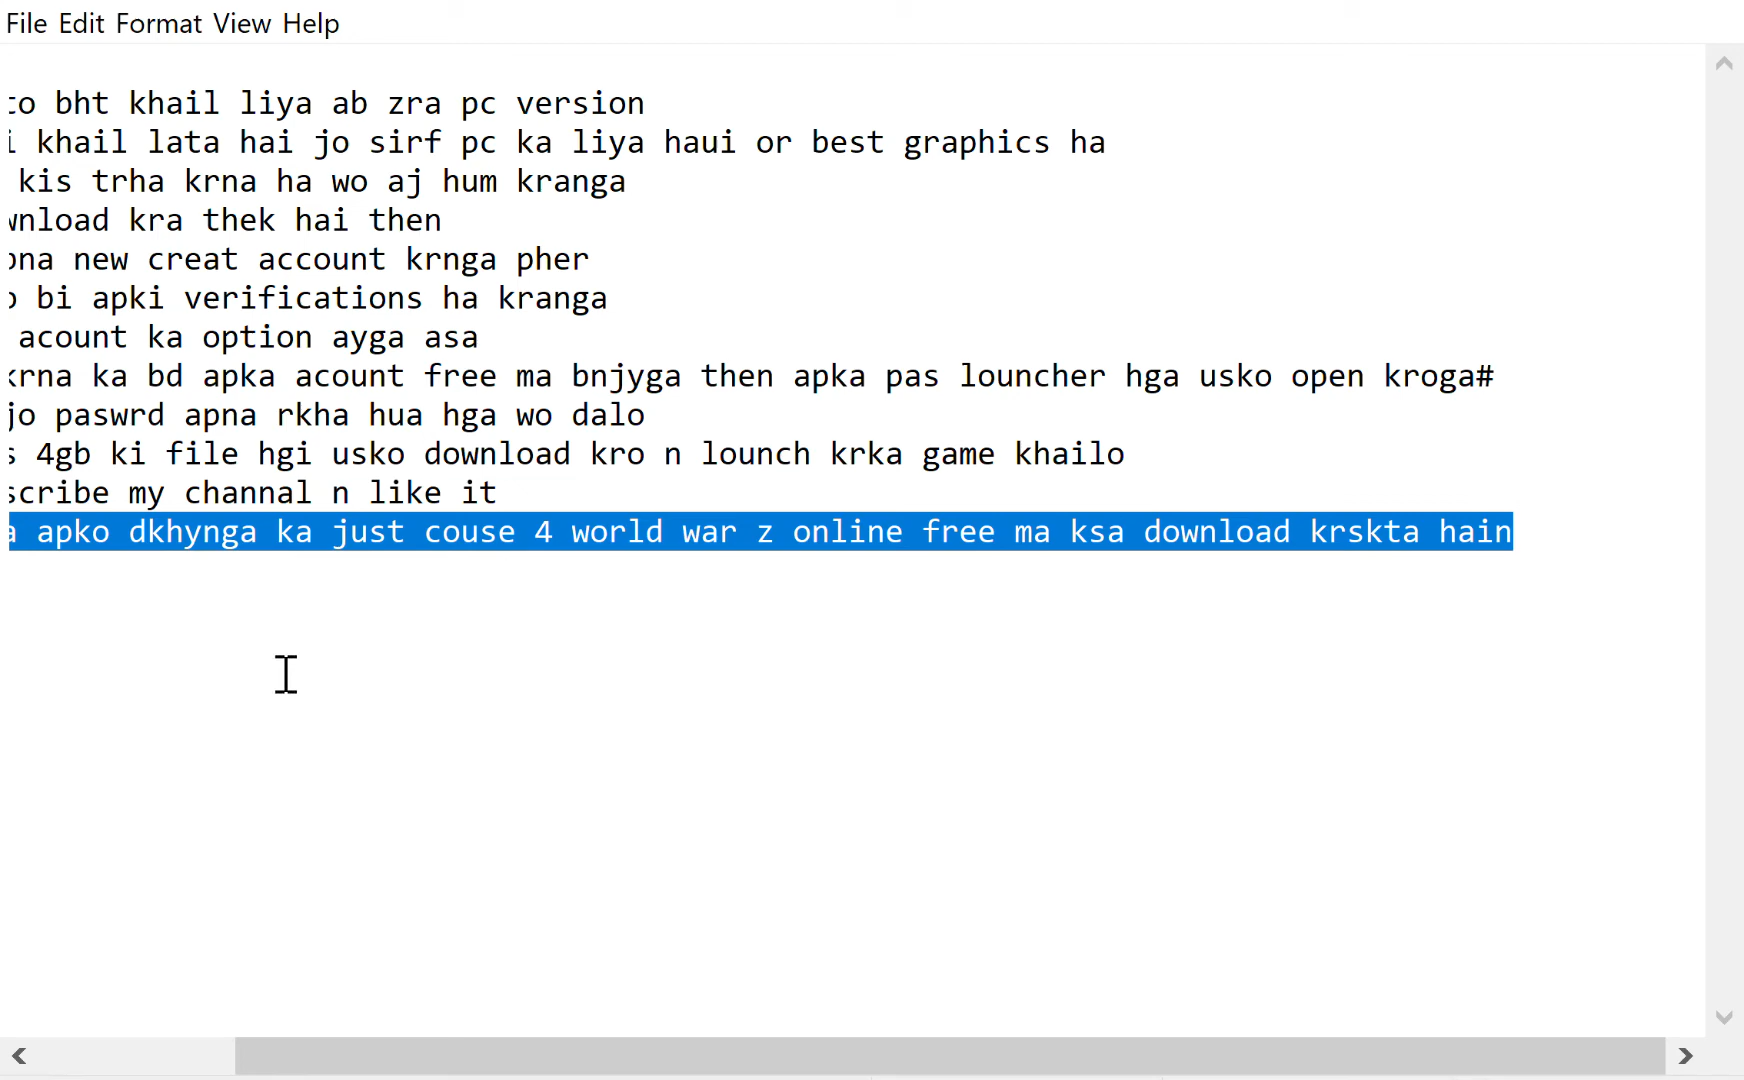 File Edit Format View Help
to bht khail liya ab zra pc version
i khail lata hai jo sirf pc ka liya haui or best graphics ha
kis trha krna ha wo aj hum kranga
wnload kra thek hai then
new creat account krnga pher
bi apki verifications ha kranga
acount ka option ayga asa
krna ka bd apka acount free ma bnjyga then apka pas louncher hga usko open kroga#
jo paswrd apna rkha hua hga wo dalo
s 4gb ki file hgi usko download kro n lounch krka game khailo
scribe my channal n like it
a apko dkhynga ka just couse 4 world war z online free ma ksa download krskta hain